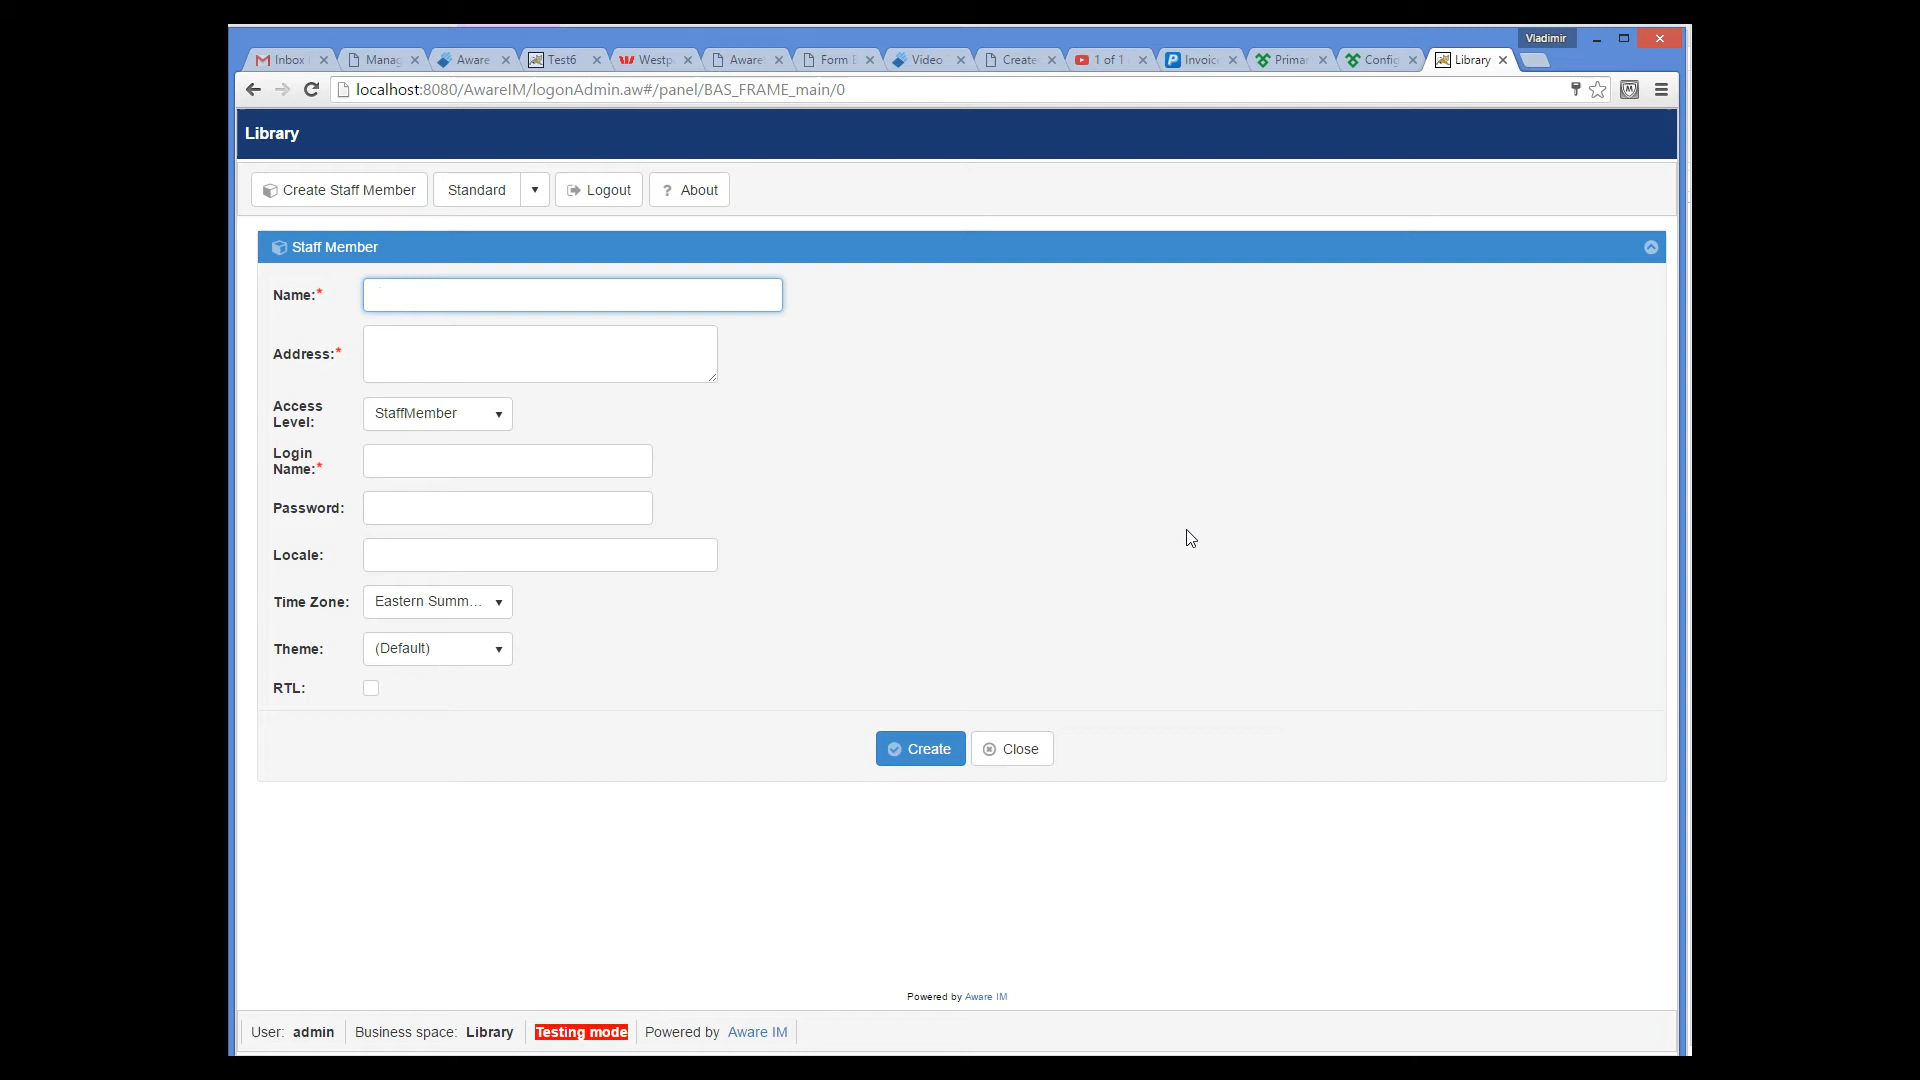 Vladimir
Inbox Manag Aware Test6 Westp Aware Form E Video Create 1 of 1 Invoic Primar Config Library
localhost:8080/AwareIM/logonAdmin.aw#/panel/BAS_FRAME_main/0
Library
Create Staff Member Standard Logout ? About
Staff Member
Name:*
Address:*
Access
Level:
StaffMember
Login
Name:*
Password:
Locale:
Time Zone: Eastern Summ...
Theme: (Default)
RTL:
Create Close
Powered by Aware IM
User: admin Business space: Library Testing mode Powered by Aware IM